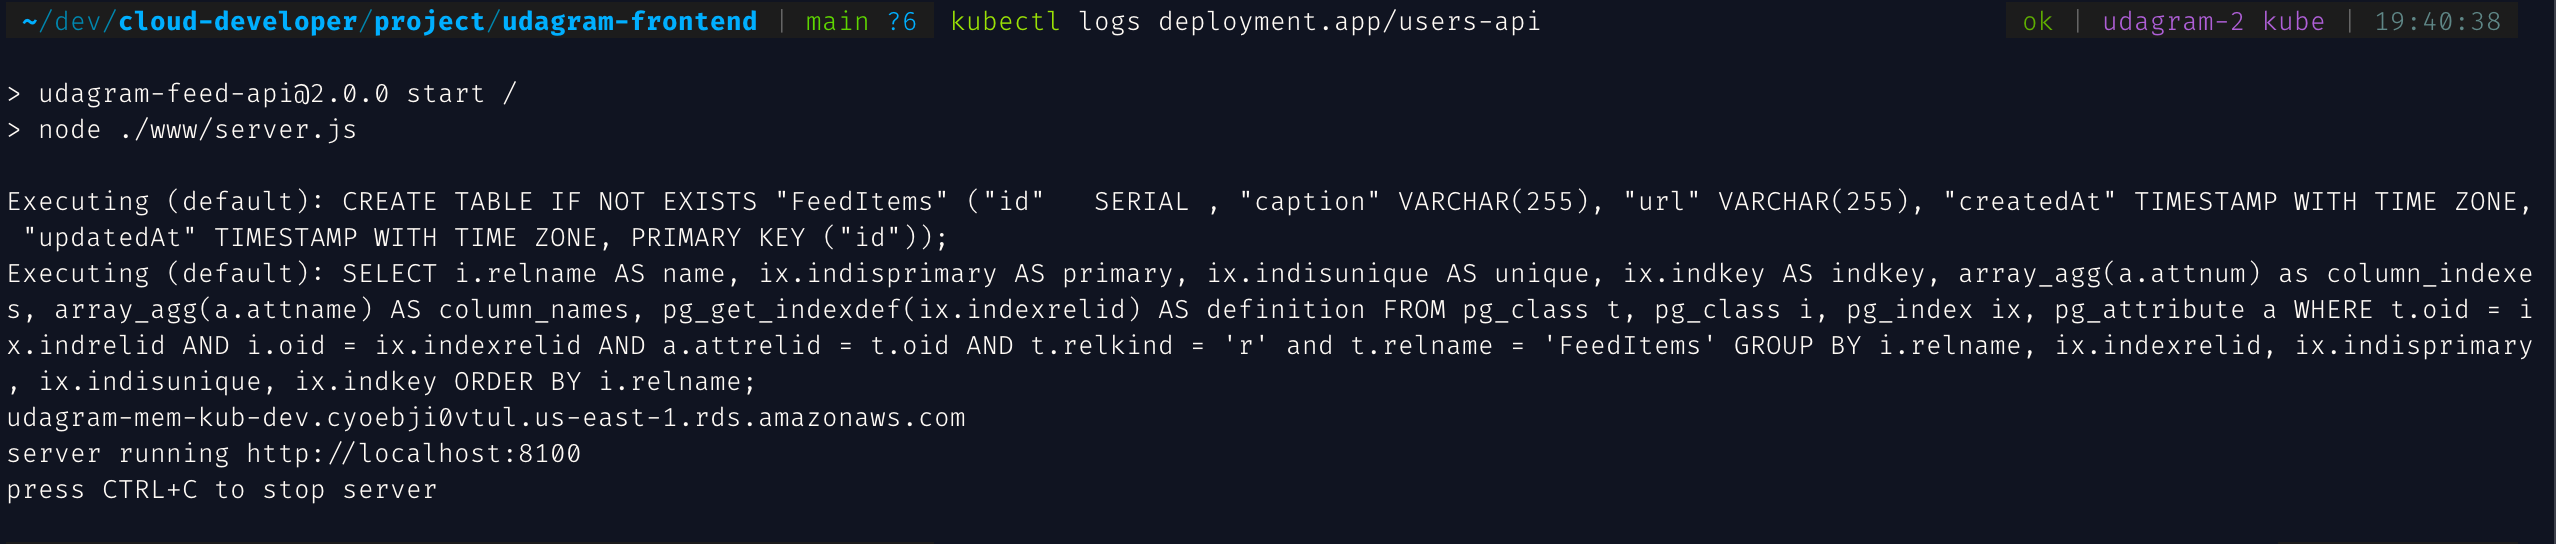 ~/dev/cloud-developer/project/udagram-frontend | main ?6 kubectl logs deployment.app/users-api ok | udagram-2 kube | 19:40:38
> udagram-feed-api@2.0.0 start /
> node ./www/server.js
Executing (default): CREATE TABLE IF NOT EXISTS "FeedItems" ("id"   SERIAL , "caption" VARCHAR(255), "url" VARCHAR(255), "createdAt" TIMESTAMP WITH TIME ZONE,
 "updatedAt" TIMESTAMP WITH TIME ZONE, PRIMARY KEY ("id"));
Executing (default): SELECT i.relname AS name, ix.indisprimary AS primary, ix.indisunique AS unique, ix.indkey AS indkey, array_agg(a.attnum) as column_indexe
s, array_agg(a.attname) AS column_names, pg_get_indexdef(ix.indexrelid) AS definition FROM pg_class t, pg_class i, pg_index ix, pg_attribute a WHERE t.oid = i
x.indrelid AND i.oid = ix.indexrelid AND a.attrelid = t.oid AND t.relkind = 'r' and t.relname = 'FeedItems' GROUP BY i.relname, ix.indexrelid, ix.indisprimary
, ix.indisunique, ix.indkey ORDER BY i.relname;
udagram-mem-kub-dev.cyoebji0vtul.us-east-1.rds.amazonaws.com
server running http://localhost:8100
press CTRL+C to stop server